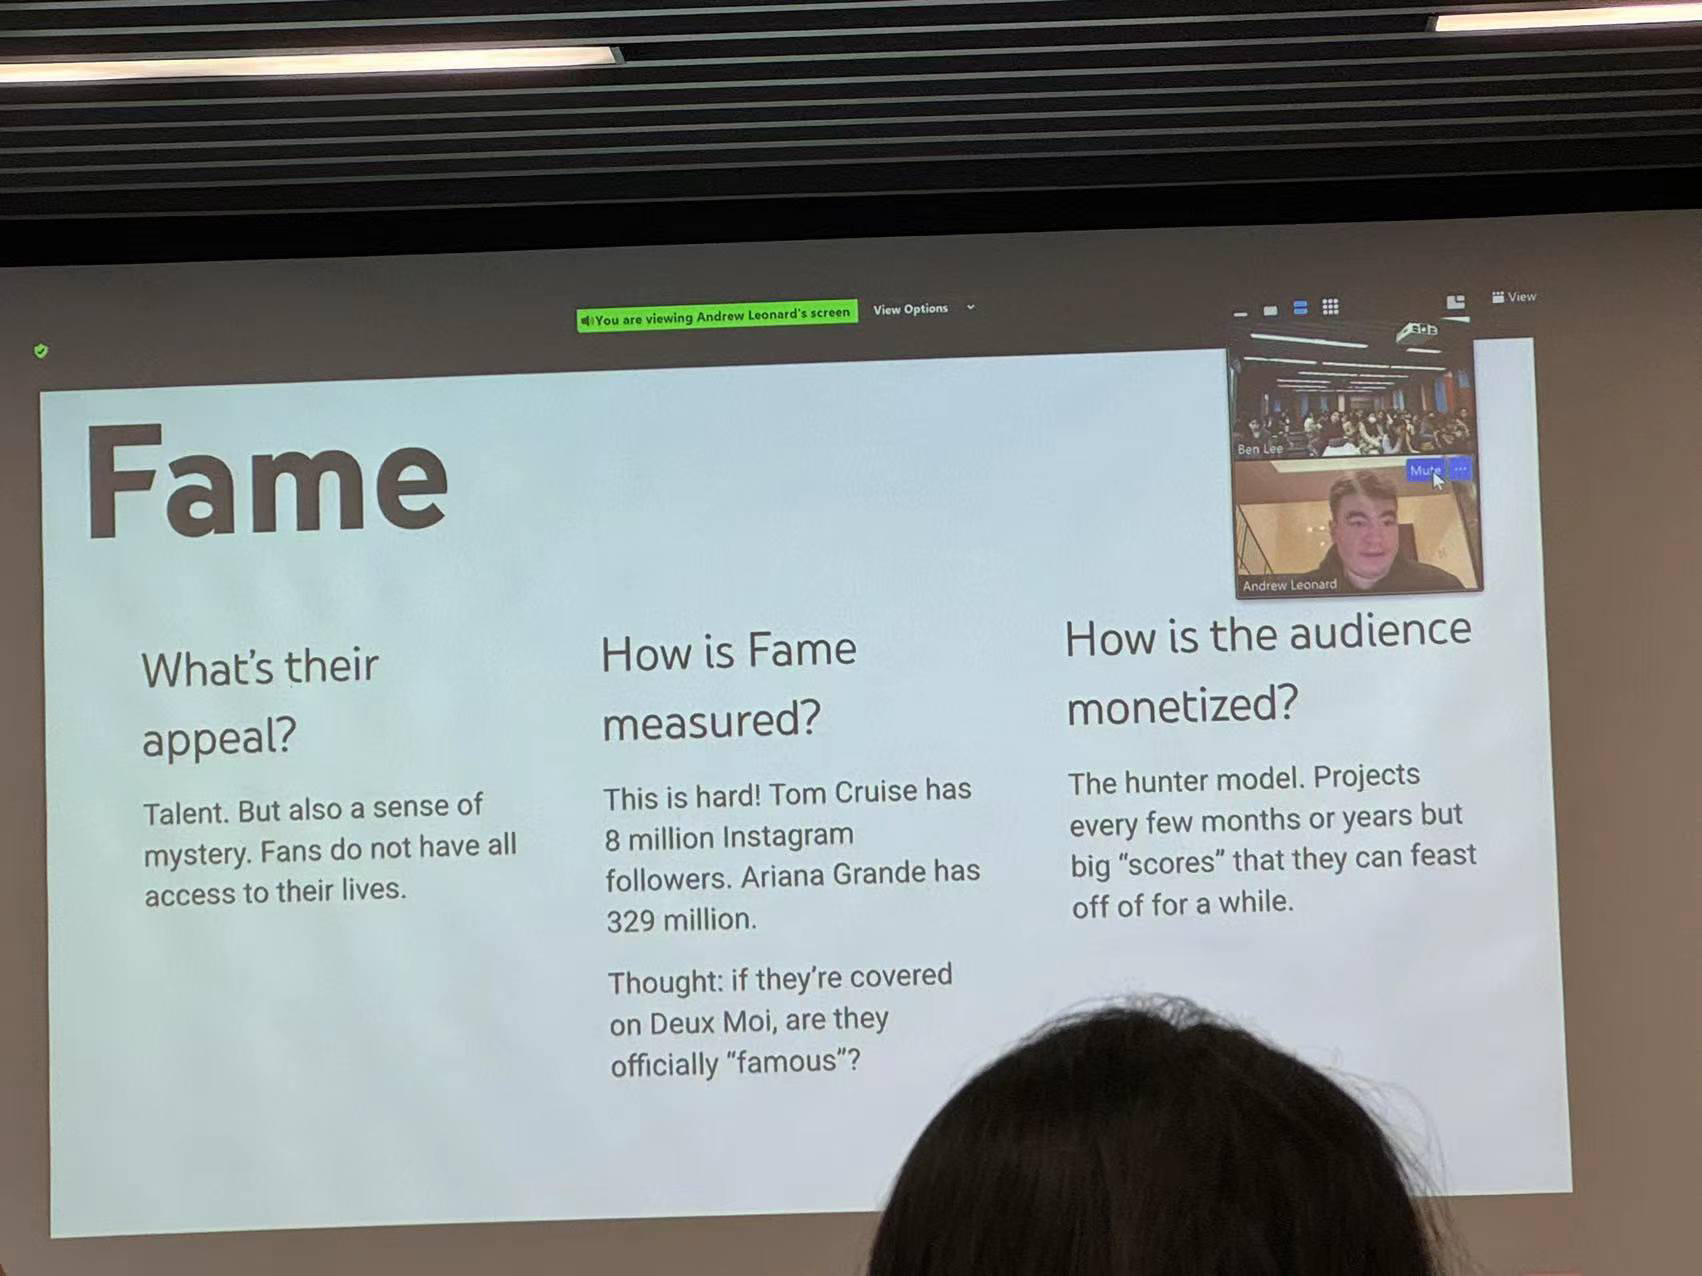 You are viewing Andrew Leonard's screen
View Options
View
Ben Lee
Mute
Andrew Leonard
Fame
What's their
appeal?
Talent. But also a sense of
mystery. Fans do not have all
access to their lives.
How is Fame
measured?
This is hard! Tom Cruise has
8 million Instagram
followers. Ariana Grande has
329 million.
Thought: if they're covered
on Deux Moi, are they
officially "famous"?
How is the audience
monetized?
The hunter model. Projects
every few months or years but
big "scores" that they can feast
off of for a while.